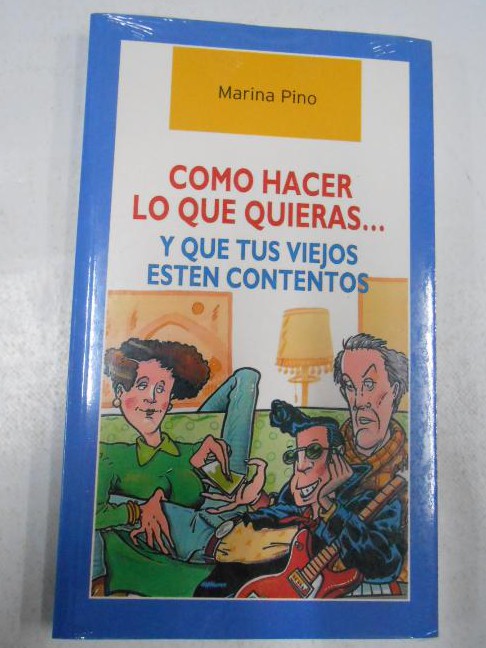 Marina Pino
COMO HACER
LO QUE QUIERAS...
Y QUE TUS VIEJOS
ESTEN CONTENTOS